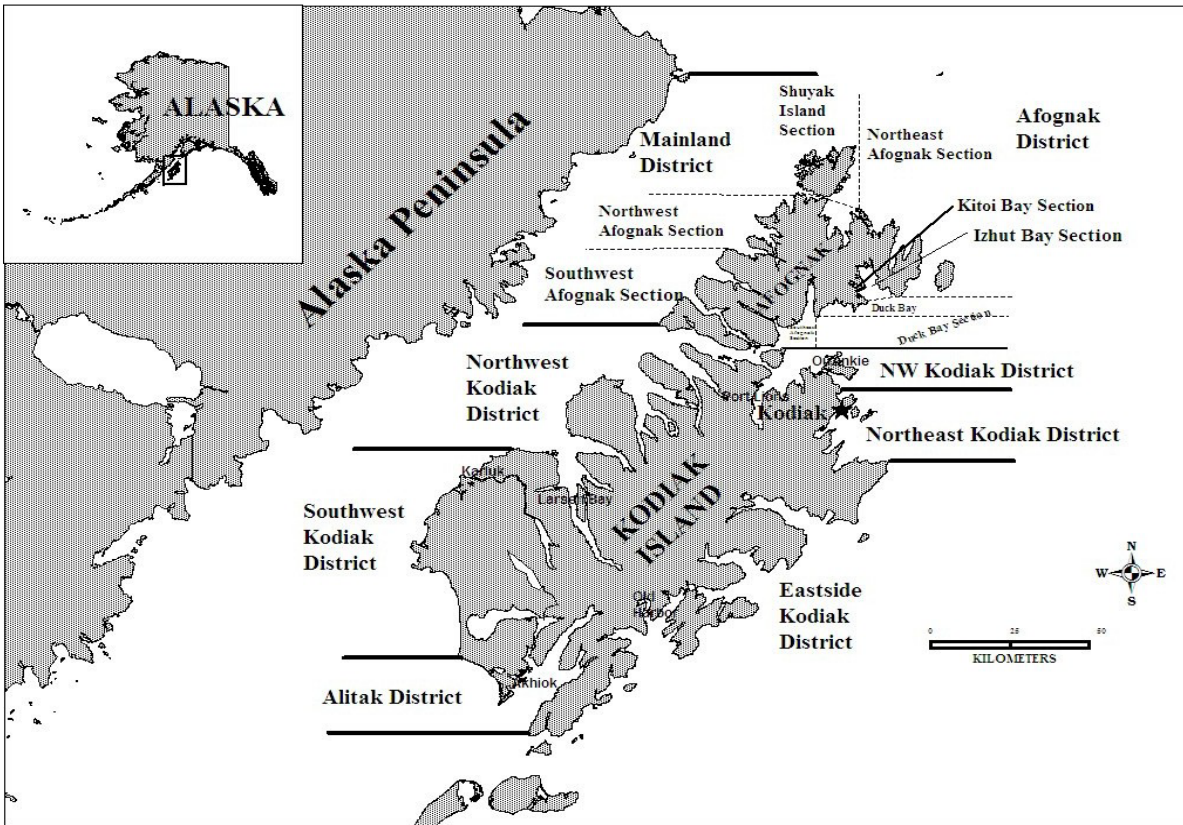 ALASKA
Alaska Peninsula
Mainland
District
Shuyak
Island
Section
Northeast
Afognak Section
Afognak
District
Northwest
Afognak Section
Kitoi Bay Section
Izhut Bay Section
Southwest
Afognak Section
AFOGNAK
Duck Bay
Duck Bay Section
Southeast
Afognak
Section
Northwest
Kodiak
District
Ouzinkie
NW Kodiak District
Port Lions
Kodiak
Northeast Kodiak District
Karluk
Larsen Bay
KODIAK
ISLAND
Southwest
Kodiak
District
Old
Harbor
Eastside
Kodiak
District
N
W E
S
0 25 50
KILOMETERS
Akhiok
Alitak District